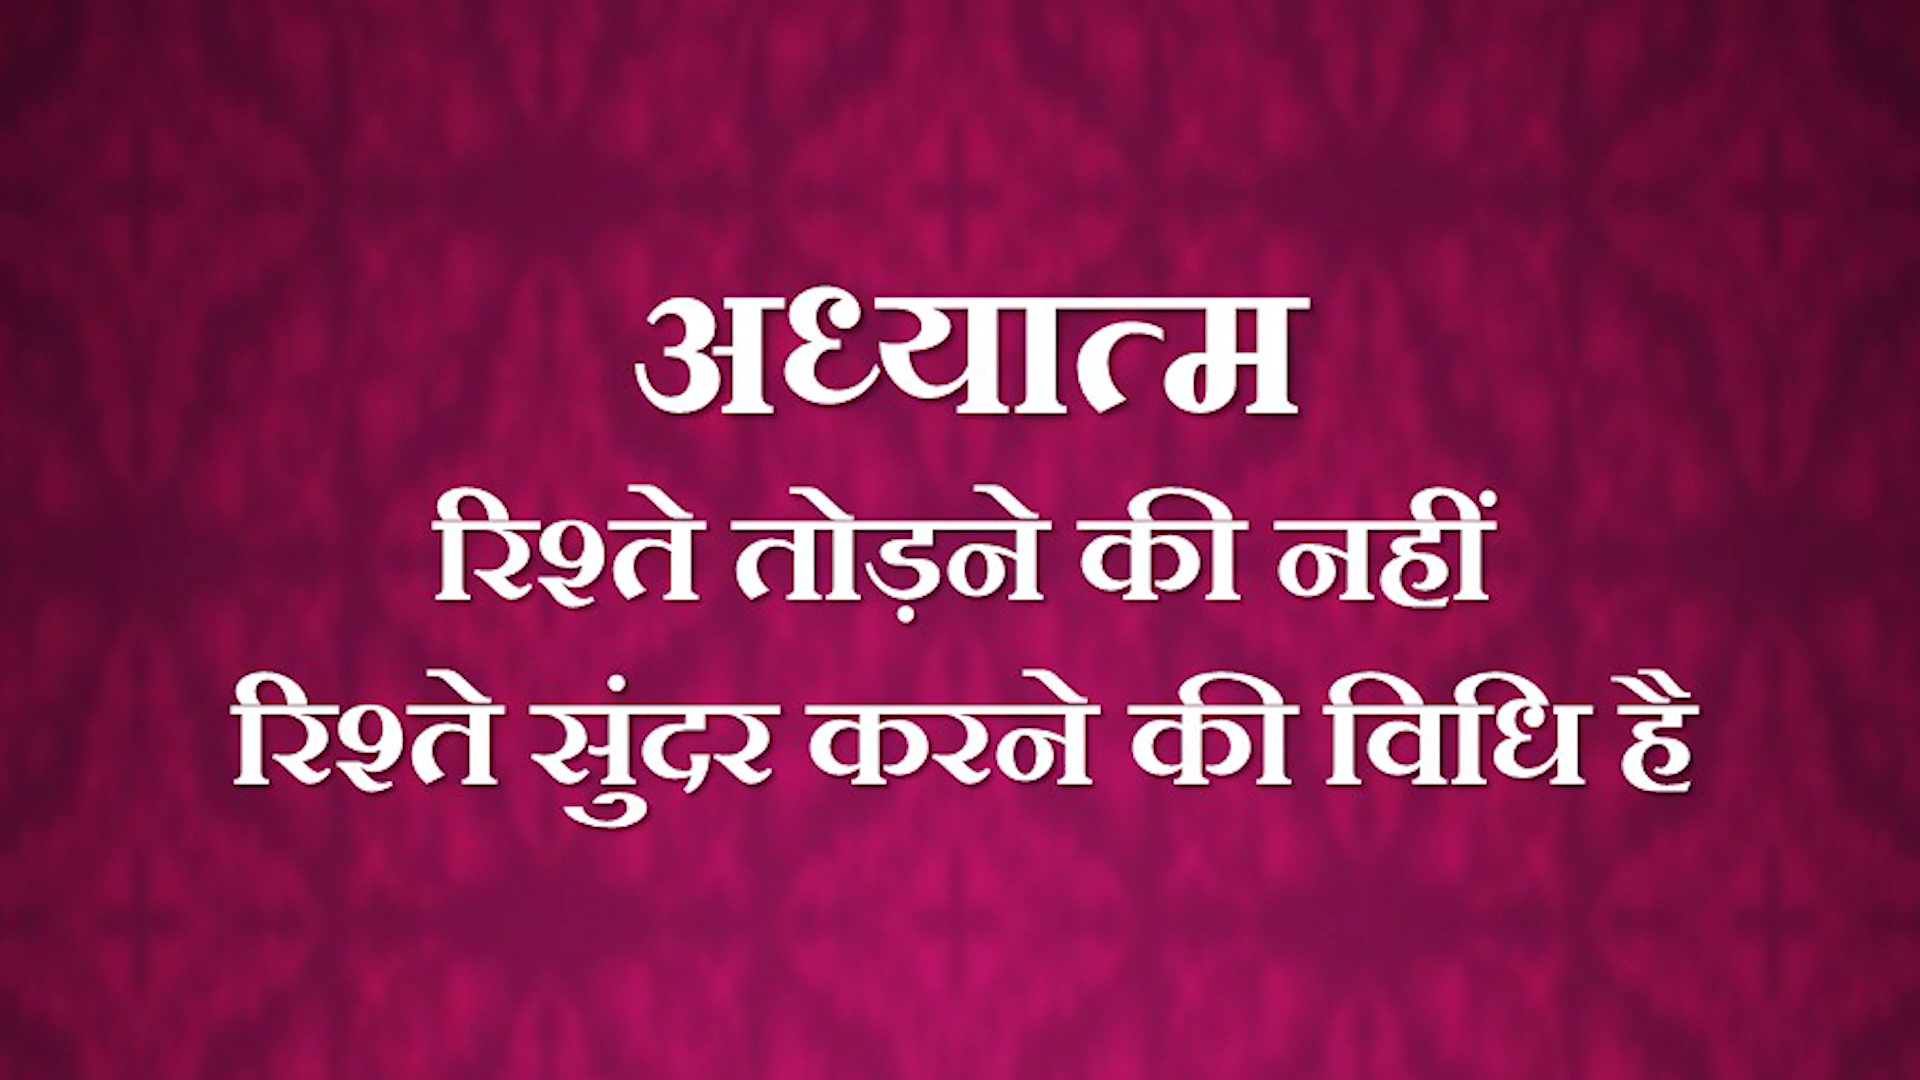 अध्यात्म
रिश्ते तोड़ने की नहीं
रिश्ते सुंदर करने की विधि है